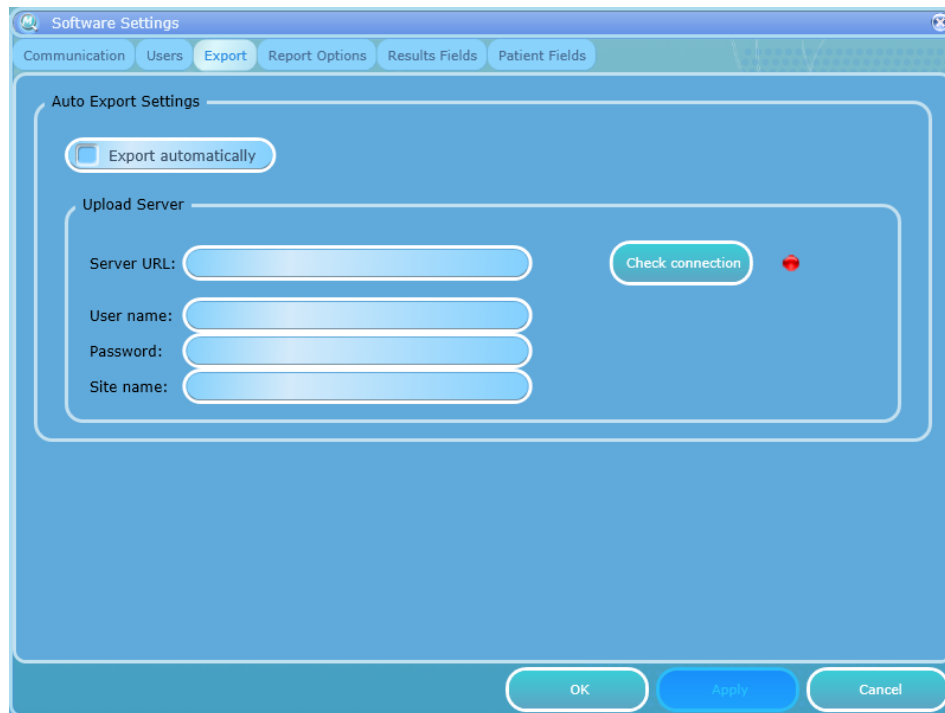 Software Settings
Communication Users Export Report Options Results Fields Patient Fields
Auto Export Settings
Export automatically
Upload Server
Server URL: Check connection
User name:
Password:
Site name:
OK Apply Cancel